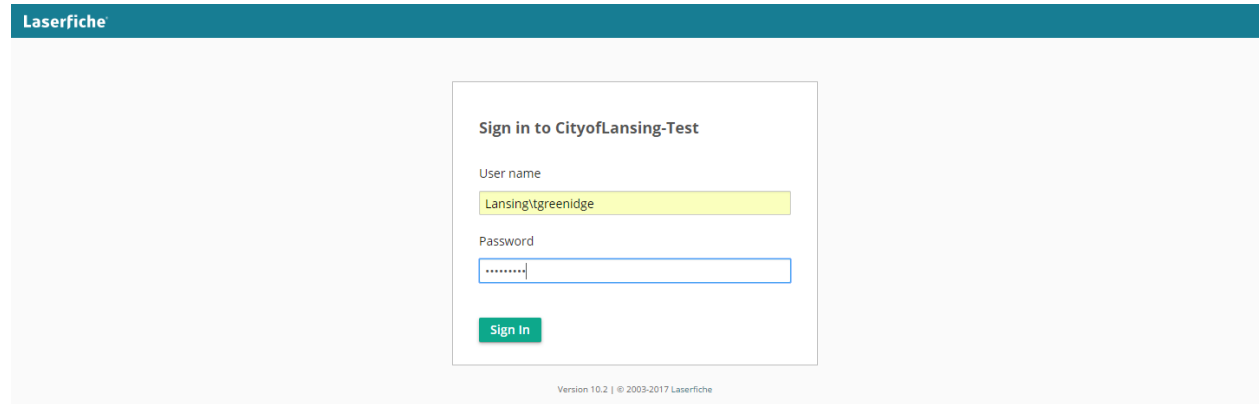 Laserfiche
Sign in to CityofLansing-Test
User name
Lansing\tgreenidge
Password
•••••••••
Sign In
Version 10.2 | © 2003-2017 Laserfiche